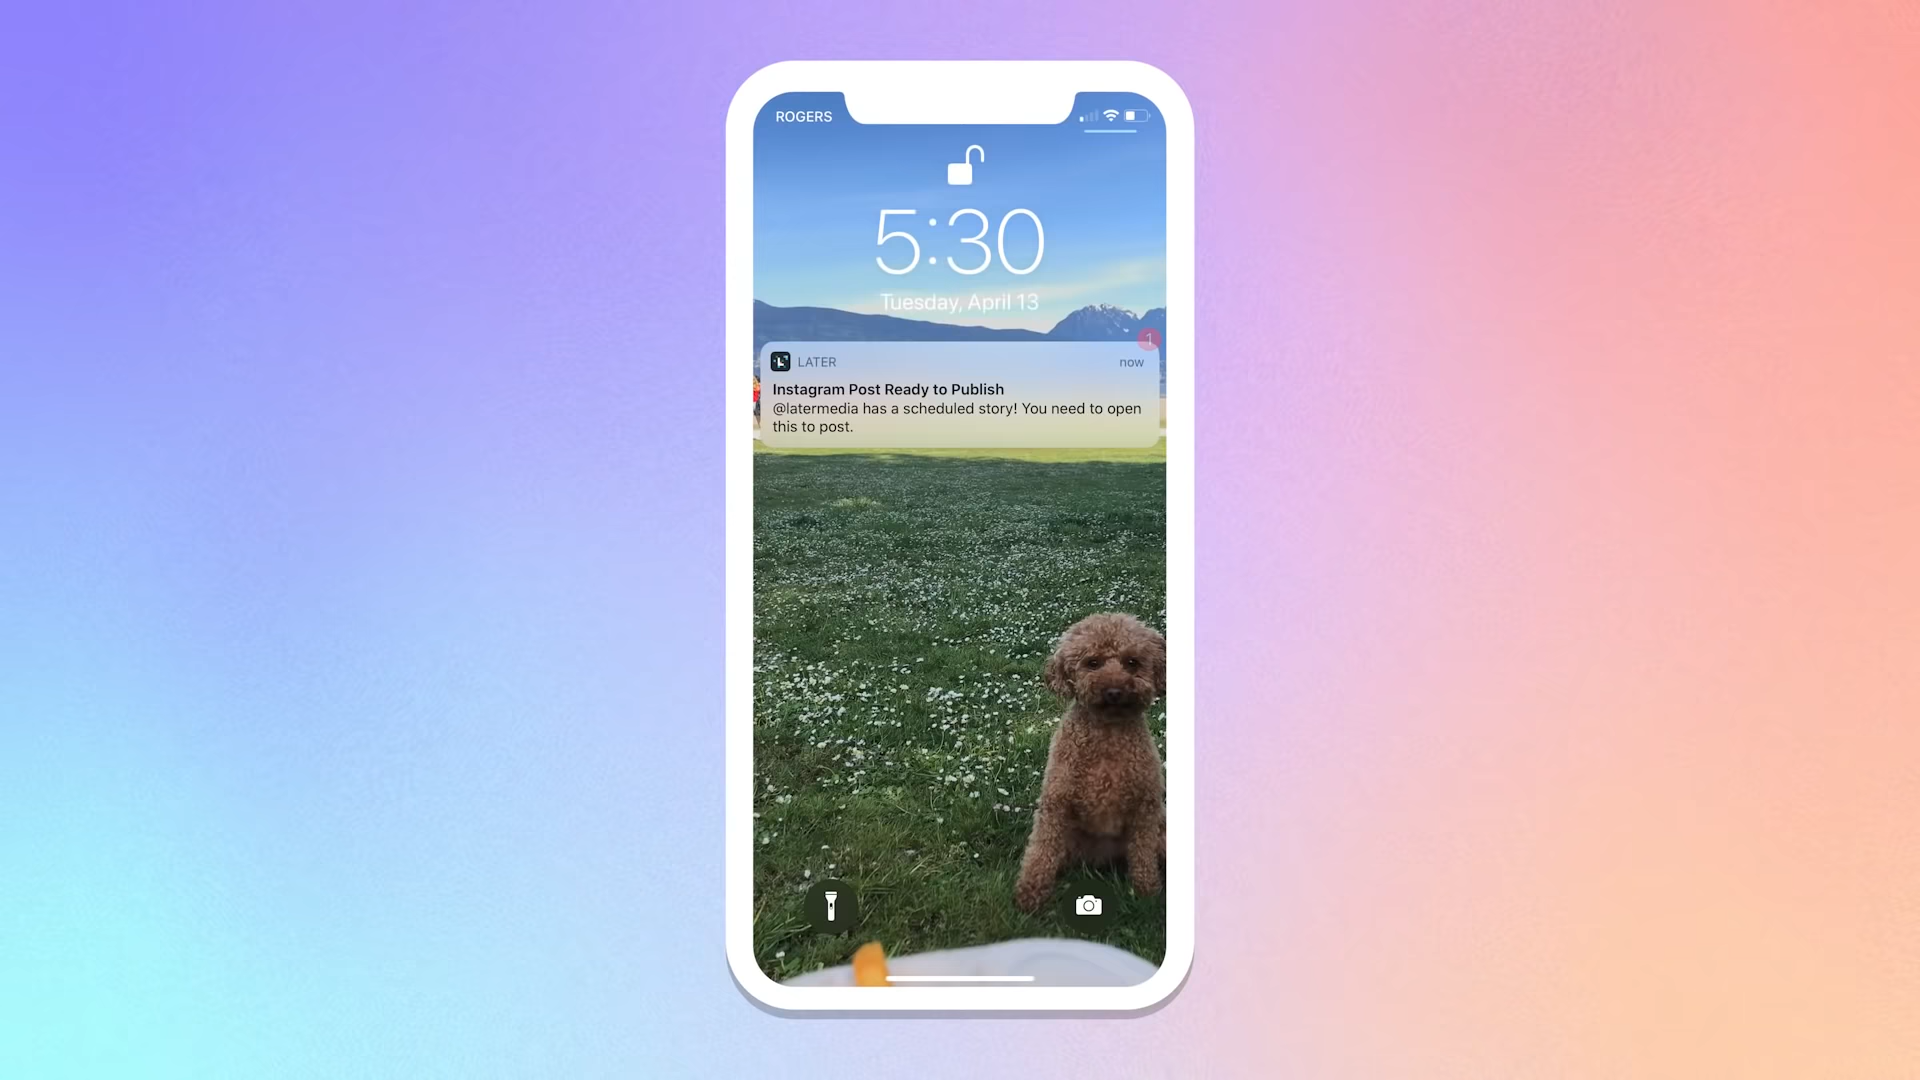 ROGERS
5:30
Tuesday, April 13
1
LATER now
Instagram Post Ready to Publish
@latermedia has a scheduled story! You need to open
this to post.